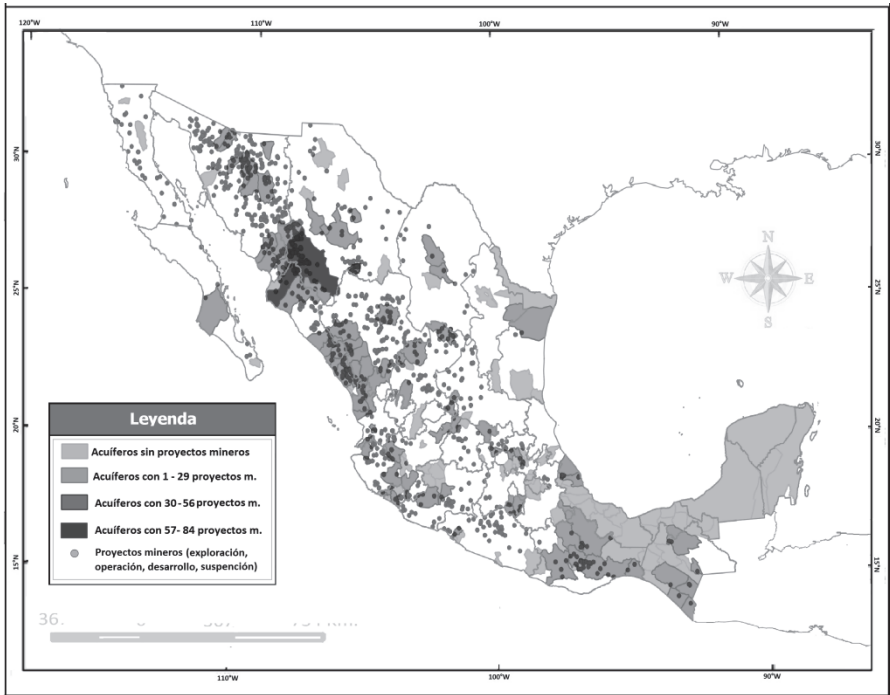 120°W 110°W 100°W 90°W
30°N 30°N
N
W E
S
25°N 25°N
Leyenda
20°N 20°N
Acuíferos sin proyectos mineros
Acuíferos con 1 - 29 proyectos m.
Acuíferos con 30-56 proyectos m.
Acuíferos con 57- 84 proyectos m.
Proyectos mineros (exploración,
operación, desarrollo, suspención)
15°N 15°N
110°W 100°W 90°W